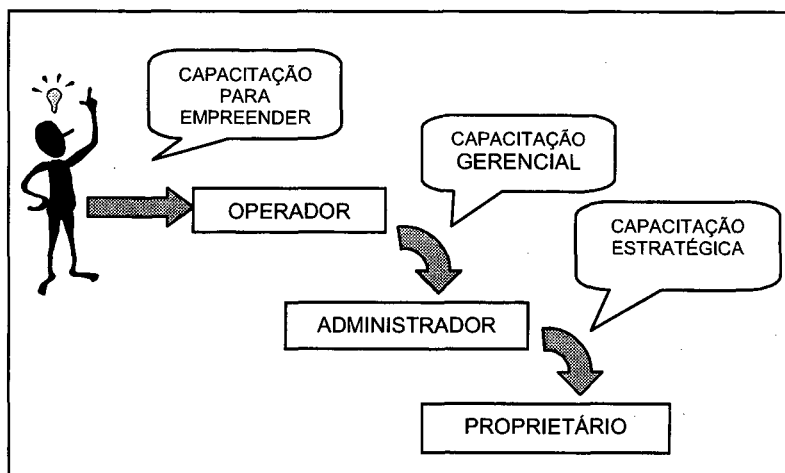 CAPACITAÇÃO
PARA
EMPREENDER
OPERADOR
CAPACITAÇÃO
GERENCIAL
ADMINISTRADOR
CAPACITAÇÃO
ESTRATÉGICA
PROPRIETÁRIO